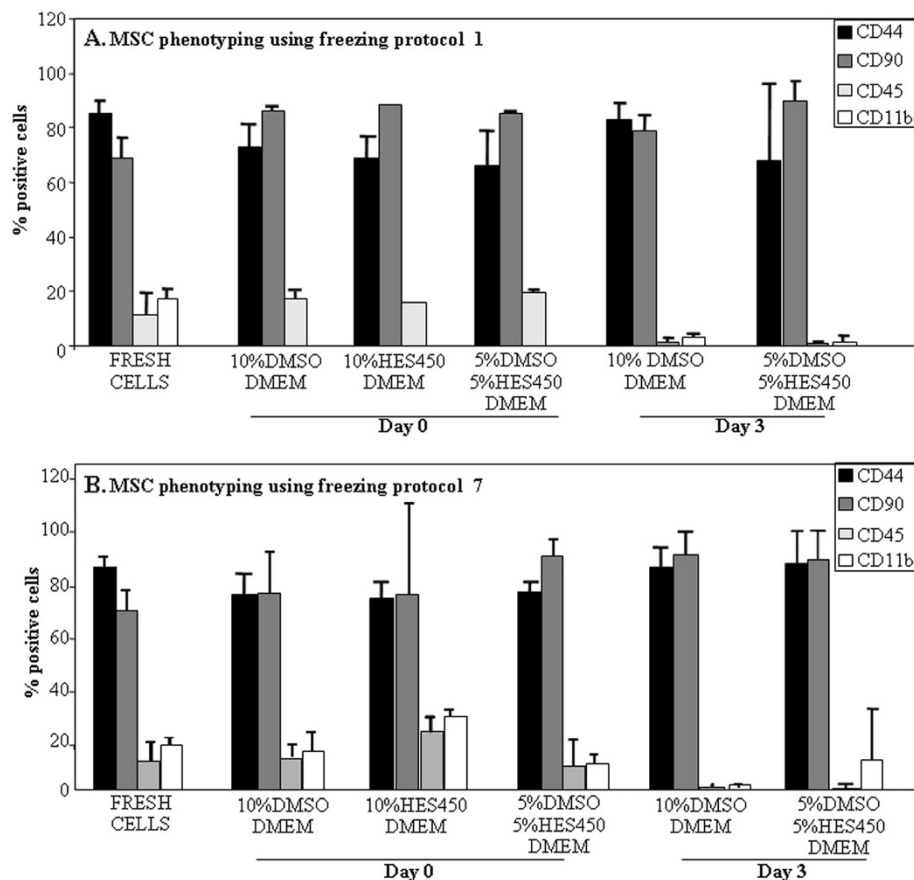 A. MSC phenotyping using freezing protocol 1
CD44
CD90
CD45
CD11b
% positive cells
120
100
80
60
40
20
0
FRESH
CELLS
10%DMSO
DMEM
10%HES450
DMEM
5%DMSO
5%HES450
DMEM
10% DMSO
DMEM
5%DMSO
5%HES450
DMEM
Day 0
Day 3
B. MSC phenotyping using freezing protocol 7
CD44
CD90
CD45
CD11b
% positive cells
120
100
80
60
40
20
0
FRESH
CELLS
10%DMSO
DMEM
10%HES450
DMEM
5%DMSO
5%HES450
DMEM
10%DMSO
DMEM
5%DMSO
5%HES450
DMEM
Day 0
Day 3